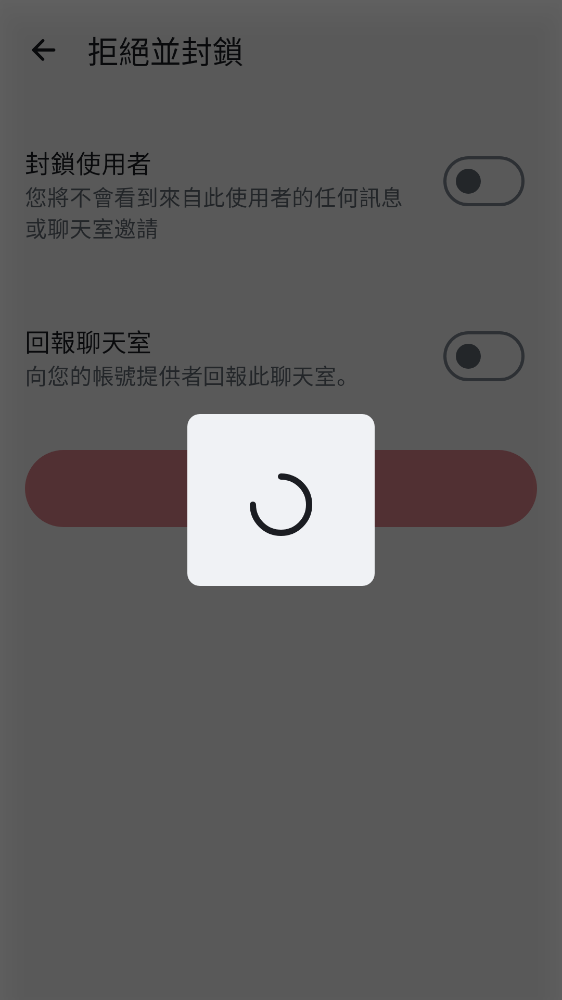 拒絕並封鎖
封鎖使用者
您將不會看到來自此使用者的任何訊息
或聊天室邀請
回報聊天室
向您的帳號提供者回報此聊天室。